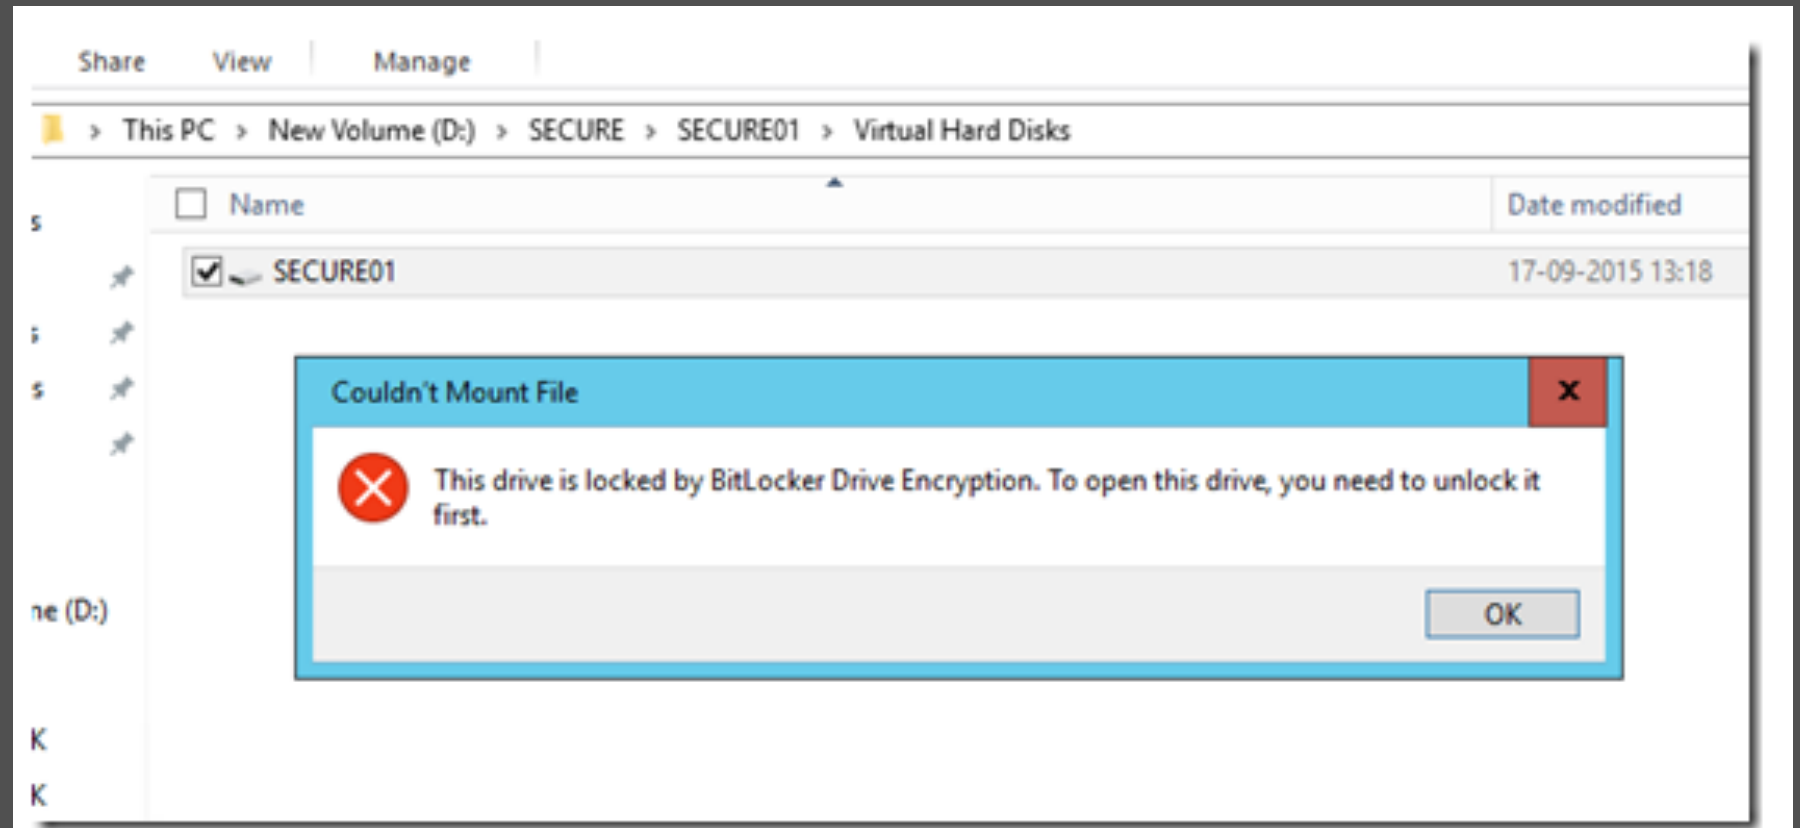 Share View Manage
> This PC > New Volume (D:) > SECURE > SECURE01 > Virtual Hard Disks
Name Date modified
s
SECURE01 17-09-2015 13:18
s
s
Couldn't Mount File x
This drive is locked by BitLocker Drive Encryption. To open this drive, you need to unlock it
first.
ne (D:)
OK
K
K